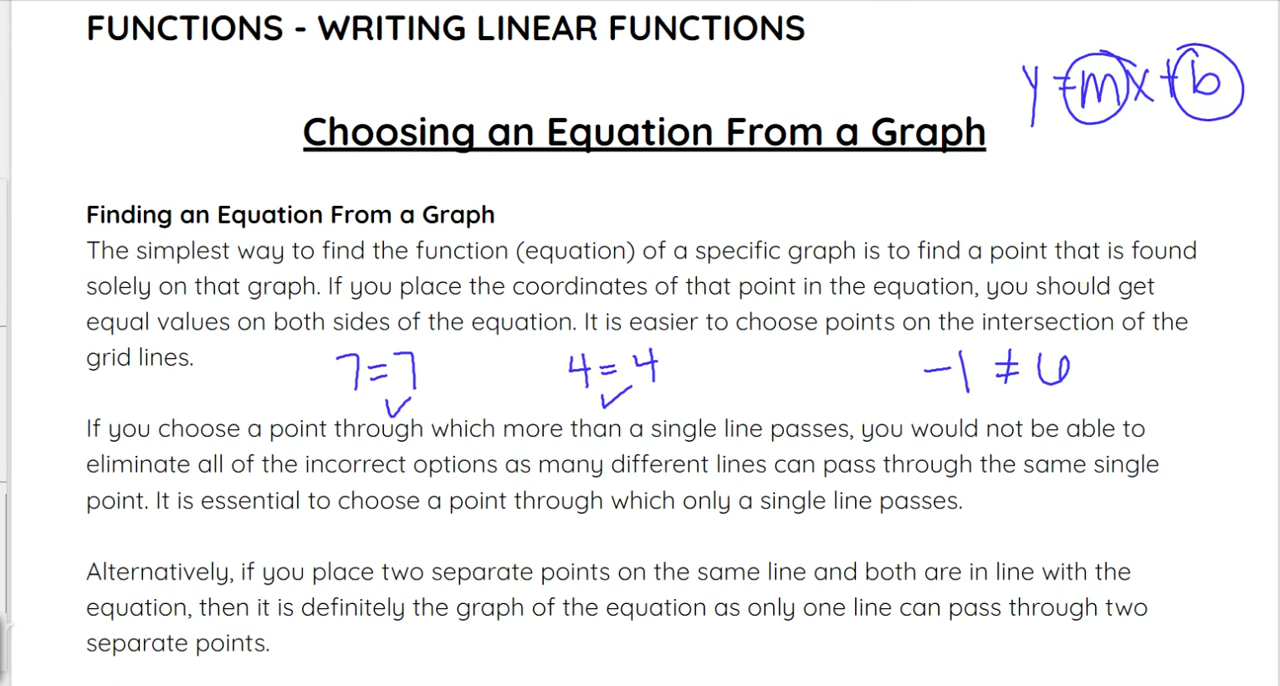 FUNCTIONS - WRITING LINEAR FUNCTIONS
y = mx + b
Choosing an Equation From a Graph
Finding an Equation From a Graph
The simplest way to find the function (equation) of a specific graph is to find a point that is found
solely on that graph. If you place the coordinates of that point in the equation, you should get
equal values on both sides of the equation. It is easier to choose points on the intersection of the
grid lines.
7 = 7 4 = 4 -1 ≠ 6
If you choose a point through which more than a single line passes, you would not be able to
eliminate all of the incorrect options as many different lines can pass through the same single
point. It is essential to choose a point through which only a single line passes.
Alternatively, if you place two separate points on the same line and both are in line with the
equation, then it is definitely the graph of the equation as only one line can pass through two
separate points.